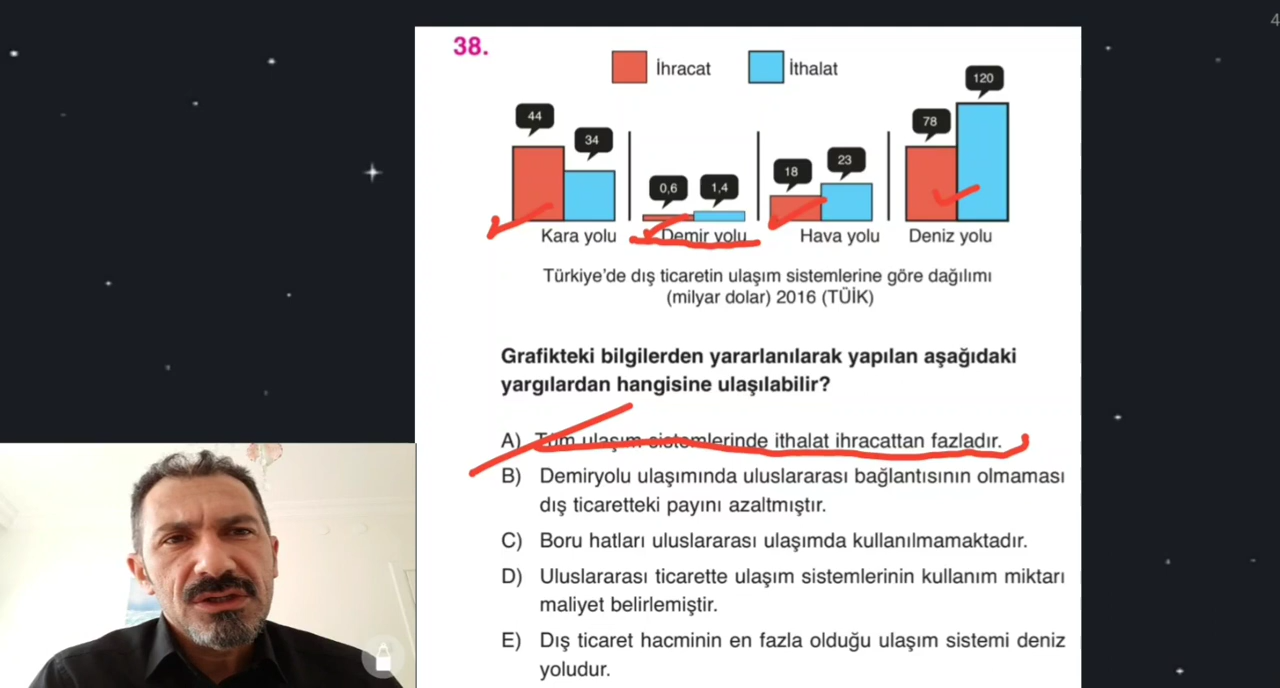 4
38.
İhracat
İthalat
44
34
0,6
1,4
18
23
78
120
Kara yolu
Demir yolu
Hava yolu
Deniz yolu
Türkiye’de dış ticaretin ulaşım sistemlerine göre dağılımı
(milyar dolar) 2016 (TÜİK)
Grafikteki bilgilerden yararlanılarak yapılan aşağıdaki
yargılardan hangisine ulaşılabilir?
A) Tüm ulaşım sistemlerinde ithalat ihracattan fazladır.
B) Demiryolu ulaşımında uluslararası bağlantısının olmaması
dış ticaretteki payını azaltmıştır.
C) Boru hatları uluslararası ulaşımda kullanılmamaktadır.
D) Uluslararası ticarette ulaşım sistemlerinin kullanım miktarı
maliyet belirlemiştir.
E) Dış ticaret hacminin en fazla olduğu ulaşım sistemi deniz
yoludur.